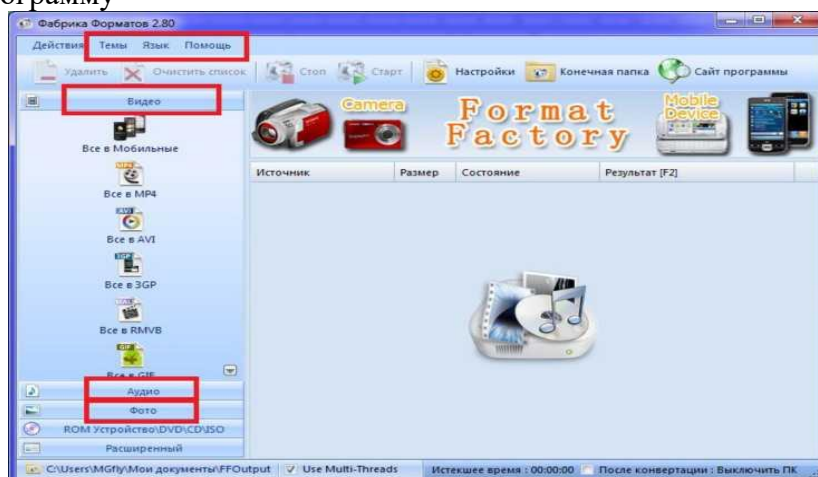 ограмму
Фабрика Форматов 2.80
Действия Темы Язык Помощь
Удалить Очистить список Стоп Старт Настройки Конечная папка Сайт программы
Видео
Camera
Format Factory
Mobile Device
Все в Мобильные
Источник Размер Состояние Результат [F2]
Все в MP4
Все в AVI
Все в 3GP
Все в RMVB
Все в GIF
Аудио
Фото
ROM Устройство\DVD\CD\ISO
Расширенный
C:\Users\MGfly\Мои документы\FFOutput Use Multi-Threads Истекшее время : 00:00:00 После конвертации : Выключить ПК